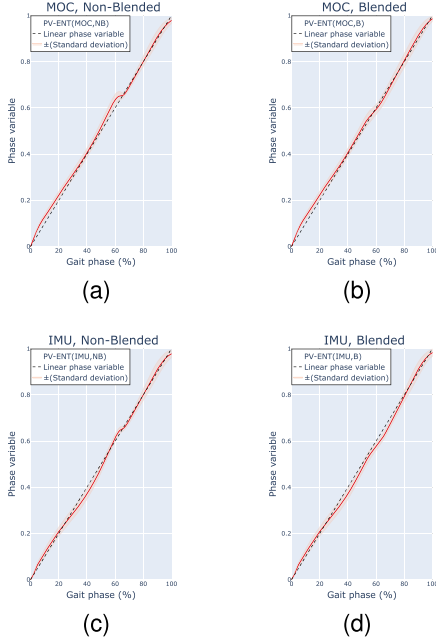 MOC, Non-Blended
PV-ENT(MOC,NB)
Linear phase variable
±(Standard deviation)
Phase variable
1
0.8
0.6
0.4
0.2
0
0 20 40 60 80 100
Gait phase (%)
(a)
MOC, Blended
PV-ENT(MOC,B)
Linear phase variable
±(Standard deviation)
Phase variable
1
0.8
0.6
0.4
0.2
0
0 20 40 60 80 100
Gait phase (%)
(b)
IMU, Non-Blended
PV-ENT(IMU,NB)
Linear phase variable
±(Standard deviation)
Phase variable
1
0.8
0.6
0.4
0.2
0
0 20 40 60 80 100
Gait phase (%)
(c)
IMU, Blended
PV-ENT(IMU,B)
Linear phase variable
±(Standard deviation)
Phase variable
1
0.8
0.6
0.4
0.2
0
0 20 40 60 80 100
Gait phase (%)
(d)